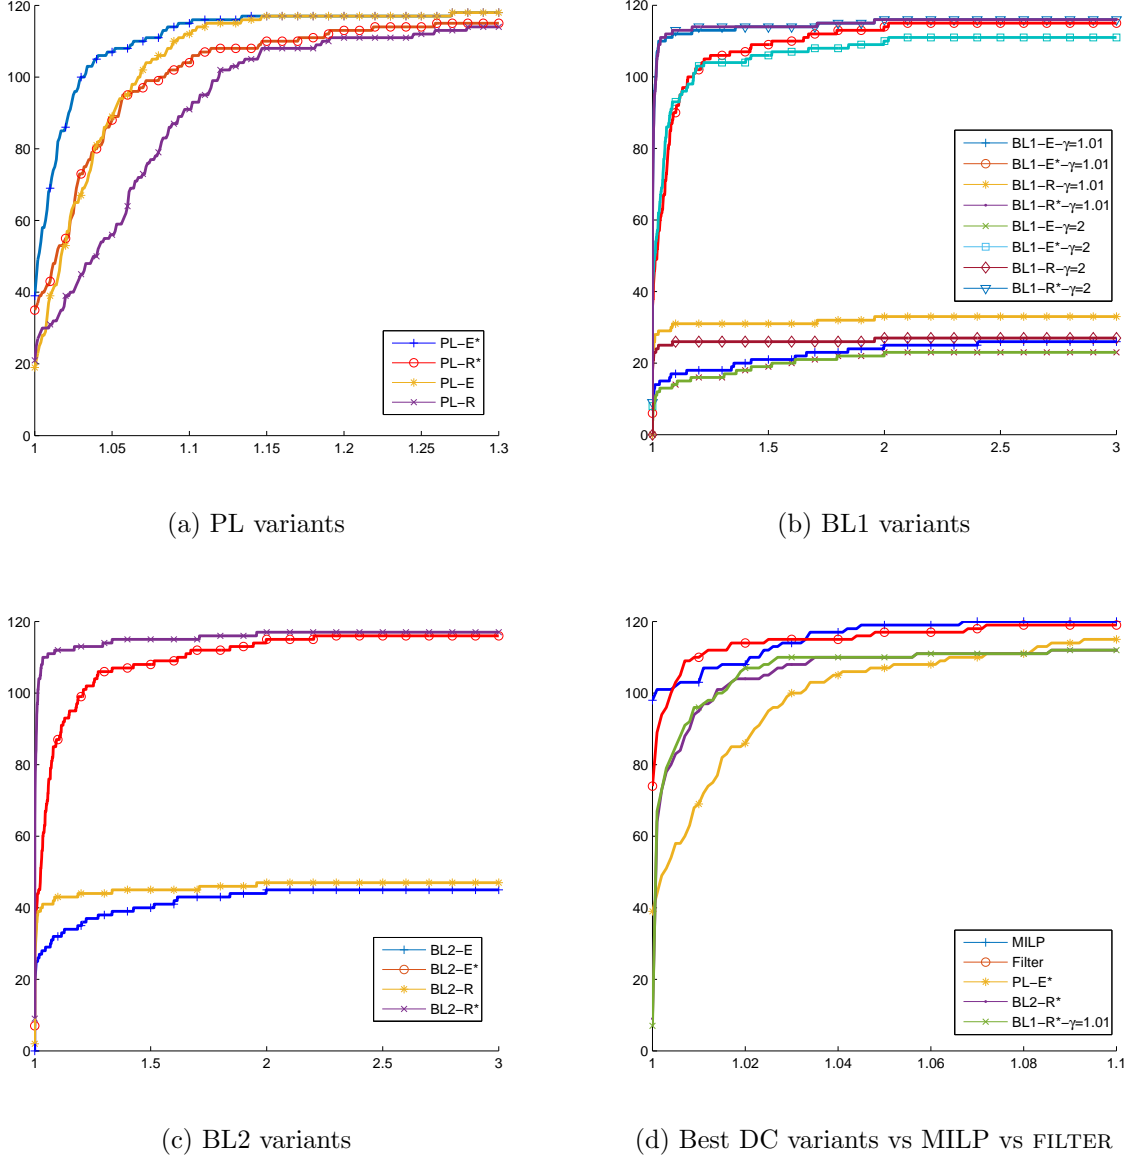 120
100
80
60
40
20
0
1
1.05
1.1
1.15
1.2
1.25
1.3
PL−E*
PL−R*
PL−E
PL−R
(a) PL variants
120
100
80
60
40
20
0
1
1.5
2
2.5
3
BL1−E−γ=1.01
BL1−E*−γ=1.01
BL1−R−γ=1.01
BL1−R*−γ=1.01
BL1−E−γ=2
BL1−E*−γ=2
BL1−R−γ=2
BL1−R*−γ=2
(b) BL1 variants
120
100
80
60
40
20
0
1
1.5
2
2.5
3
BL2−E
BL2−E*
BL2−R
BL2−R*
(c) BL2 variants
120
100
80
60
40
20
0
1
1.02
1.04
1.06
1.08
1.1
MILP
Filter
PL−E*
BL2−R*
BL1−R*−γ=1.01
(d) Best DC variants vs MILP vs FILTER